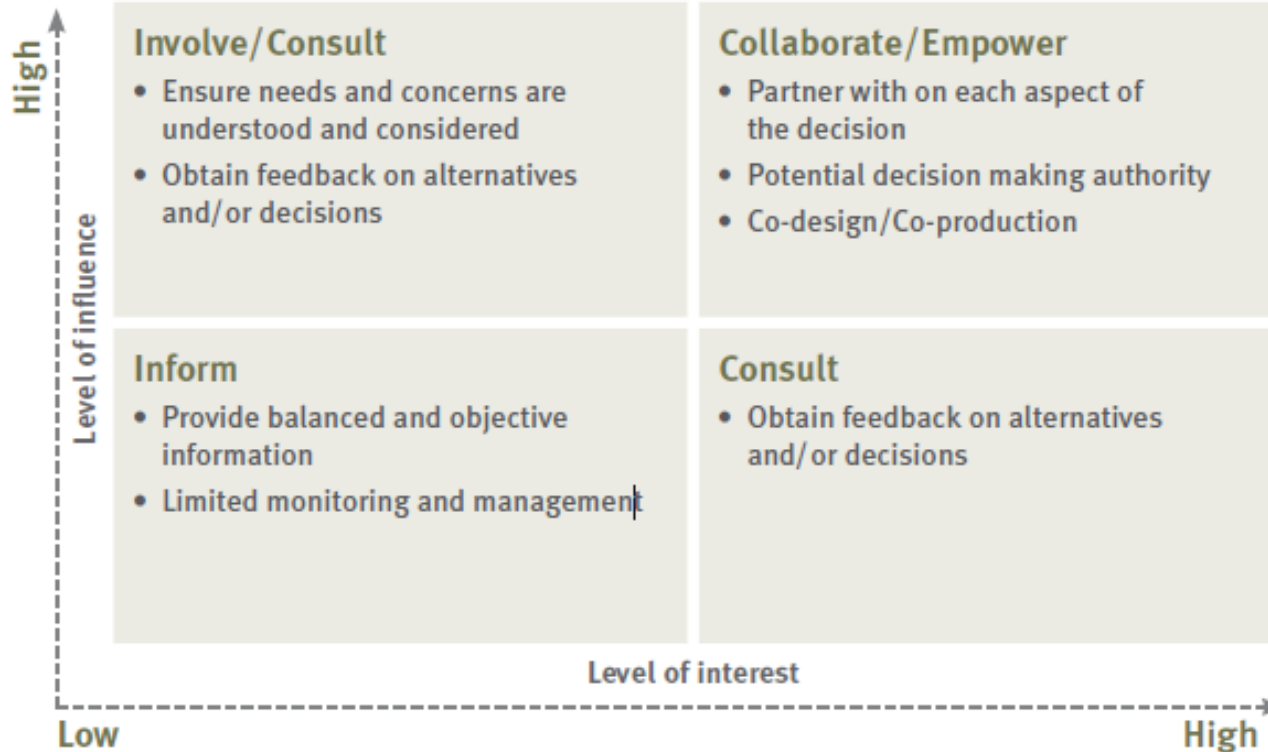 High
Level of influence
Involve/Consult
• Ensure needs and concerns are
understood and considered
• Obtain feedback on alternatives
and/or decisions
Collaborate/Empower
• Partner with on each aspect of
the decision
• Potential decision making authority
• Co-design/Co-production
Inform
• Provide balanced and objective
information
• Limited monitoring and management
Consult
• Obtain feedback on alternatives
and/or decisions
Level of interest
Low
High